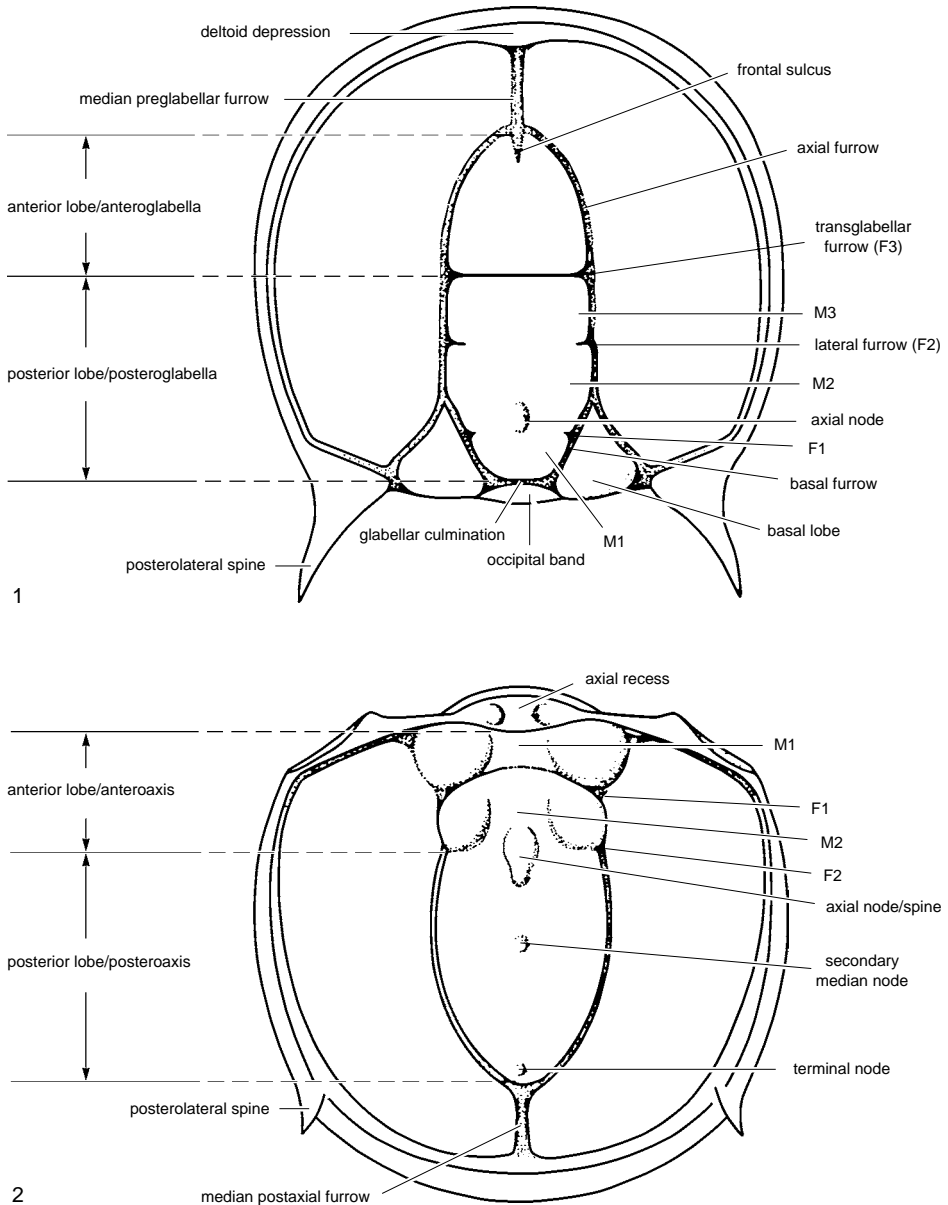 deltoid depression
frontal sulcus
median preglabellar furrow
axial furrow
anterior lobe/anteroglabella
transglabellar
furrow (F3)
M3
lateral furrow (F2)
posterior lobe/posteroglabella
M2
axial node
F1
basal furrow
glabellar culmination
M1
basal lobe
occipital band
posterolateral spine
1
axial recess
M1
anterior lobe/anteroaxis
F1
M2
F2
axial node/spine
posterior lobe/posteroaxis
secondary
median node
terminal node
posterolateral spine
median postaxial furrow
2